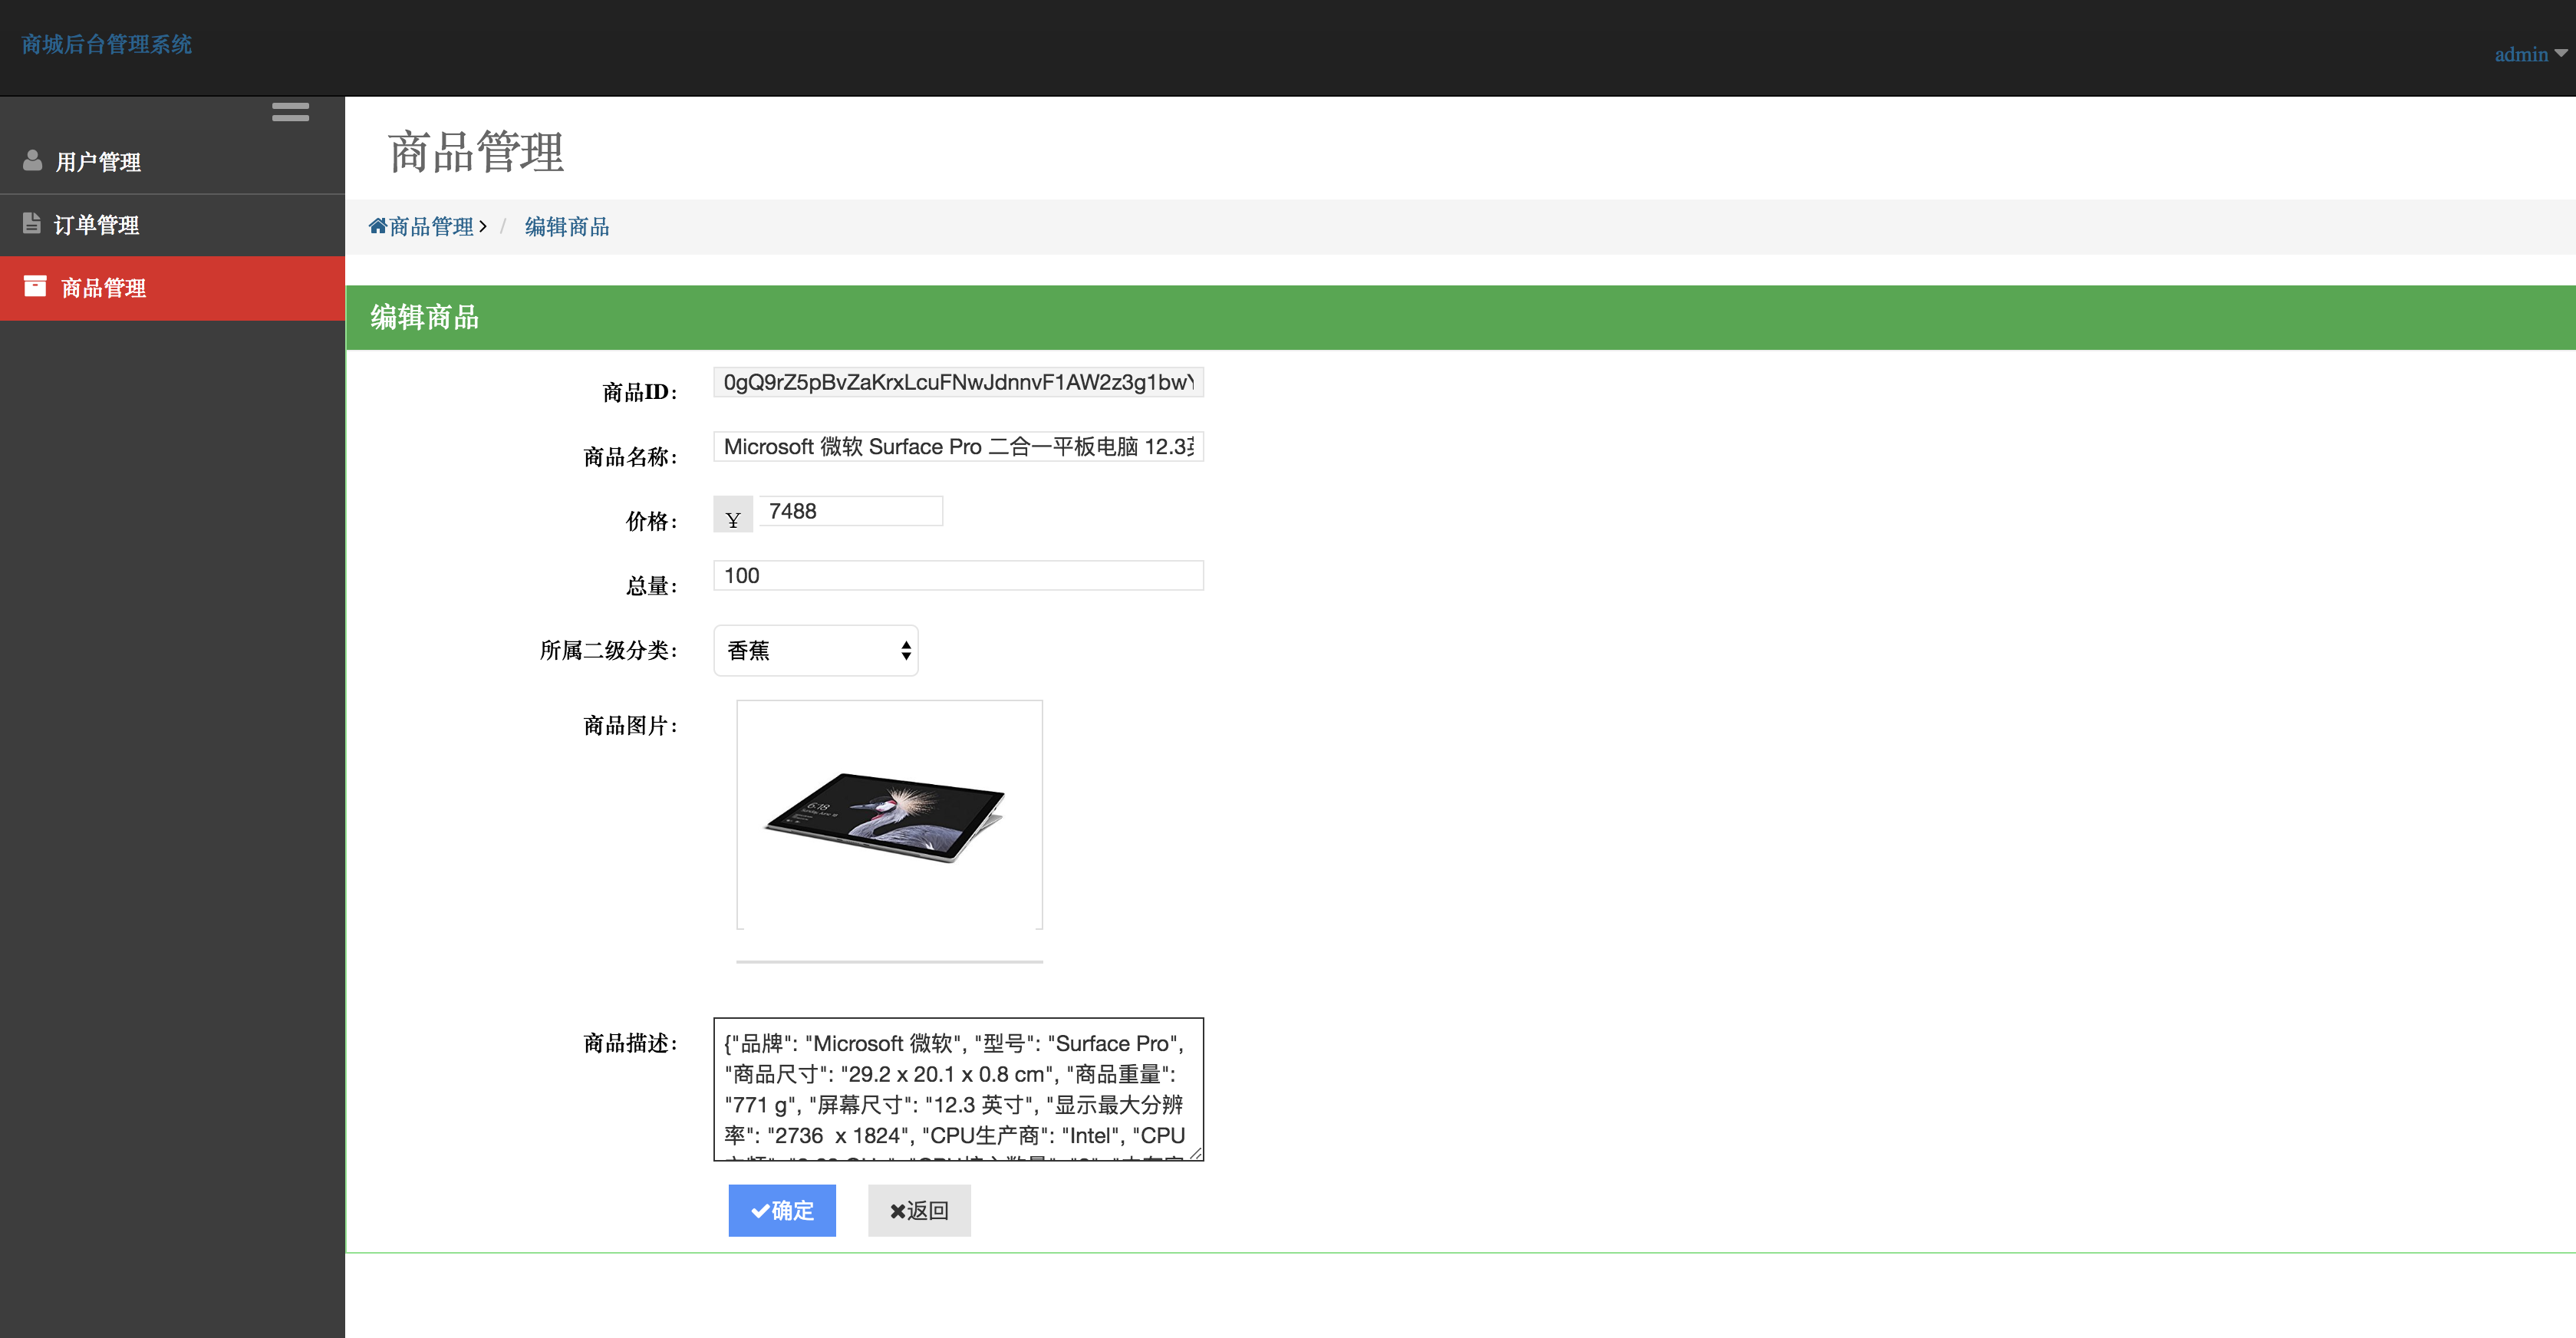 商城后台管理系统
admin
用户管理
订单管理
商品管理
商品管理
商品管理 > / 编辑商品
编辑商品
商品ID: 0gQ9rZ5pBvZaKrxLcuFNwJdnnvF1AW2z3g1bw
商品名称: Microsoft 微软 Surface Pro 二合一平板电脑 12.3英
价格: ¥ 7488
总量: 100
所属二级分类: 香蕉
商品图片:
6:18
商品描述: {"品牌": "Microsoft 微软", "型号": "Surface Pro",
"商品尺寸": "29.2 x 20.1 x 0.8 cm", "商品重量":
"771 g", "屏幕尺寸": "12.3 英寸", "显示最大分辨
率": "2736 x 1824", "CPU生产商": "Intel", "CPU
确定 返回